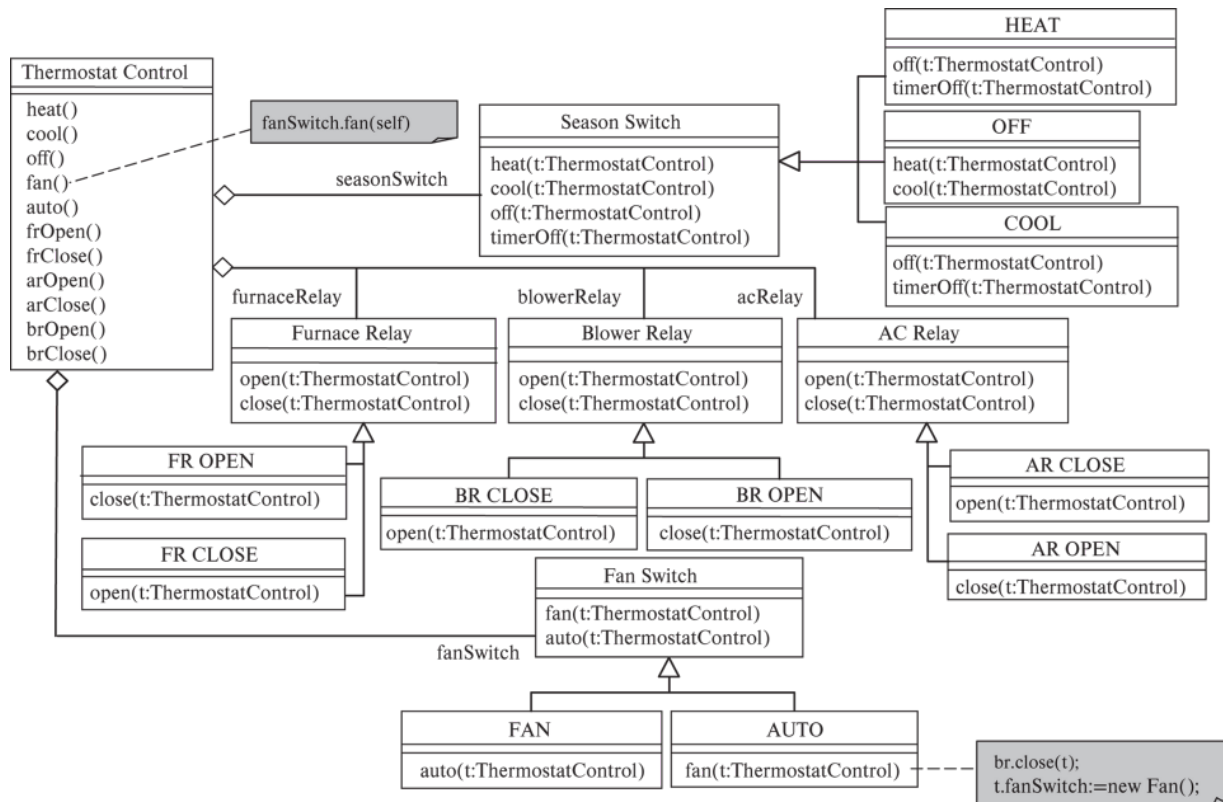 Thermostat Control
heat()
cool()
off()
fan()
auto()
frOpen()
frClose()
arOpen()
arClose()
brOpen()
brClose()
fanSwitch.fan(self)
seasonSwitch
Season Switch
heat(t:ThermostatControl)
cool(t:ThermostatControl)
off(t:ThermostatControl)
timerOff(t:ThermostatControl)
HEAT
off(t:ThermostatControl)
timerOff(t:ThermostatControl)
OFF
heat(t:ThermostatControl)
cool(t:ThermostatControl)
COOL
off(t:ThermostatControl)
timerOff(t:ThermostatControl)
furnaceRelay
blowerRelay
acRelay
Furnace Relay
open(t:ThermostatControl)
close(t:ThermostatControl)
Blower Relay
open(t:ThermostatControl)
close(t:ThermostatControl)
AC Relay
open(t:ThermostatControl)
close(t:ThermostatControl)
FR OPEN
close(t:ThermostatControl)
FR CLOSE
open(t:ThermostatControl)
BR CLOSE
open(t:ThermostatControl)
BR OPEN
close(t:ThermostatControl)
AR CLOSE
open(t:ThermostatControl)
AR OPEN
close(t:ThermostatControl)
fanSwitch
Fan Switch
fan(t:ThermostatControl)
auto(t:ThermostatControl)
FAN
auto(t:ThermostatControl)
AUTO
fan(t:ThermostatControl)
br.close(t);
t.fanSwitch:=new Fan();